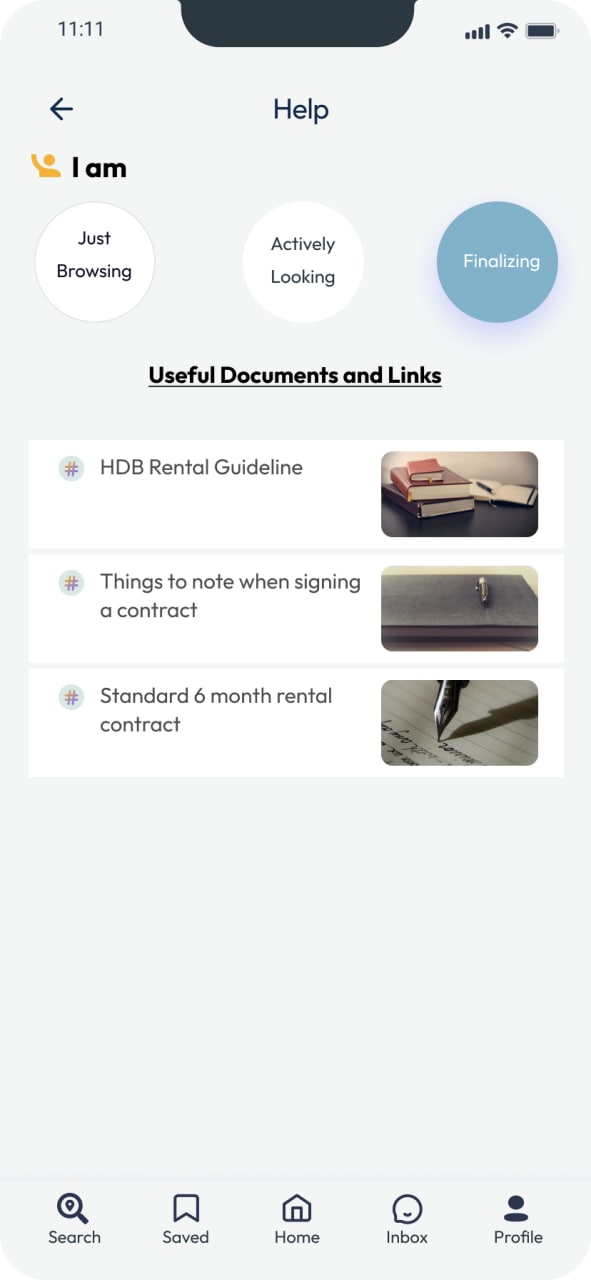 11:11
Help
I am
Just
Browsing
Actively
Looking
Finalizing
Useful Documents and Links
# HDB Rental Guideline
# Things to note when signing
a contract
# Standard 6 month rental
contract
Search
Saved
Home
Inbox
Profile